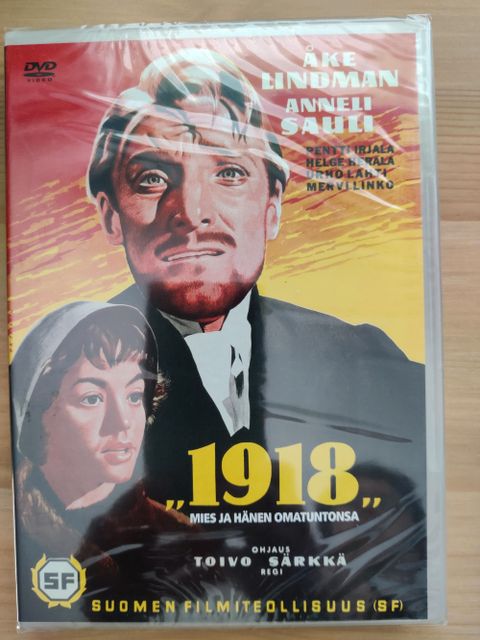 DVD
VIDEO
ÅKE
LINDMAN
ANNELI
SAULI
PENTTI IRJALA
HELGE HERALA
URHO LAHTI
MERVI LINKO
„1918„
MIES JA HÄNEN OMATUNTONSA
OHJAUS
TOIVO SÄRKKÄ
REGI
SF
SUOMEN FILMITEOLLISUUS (SF)